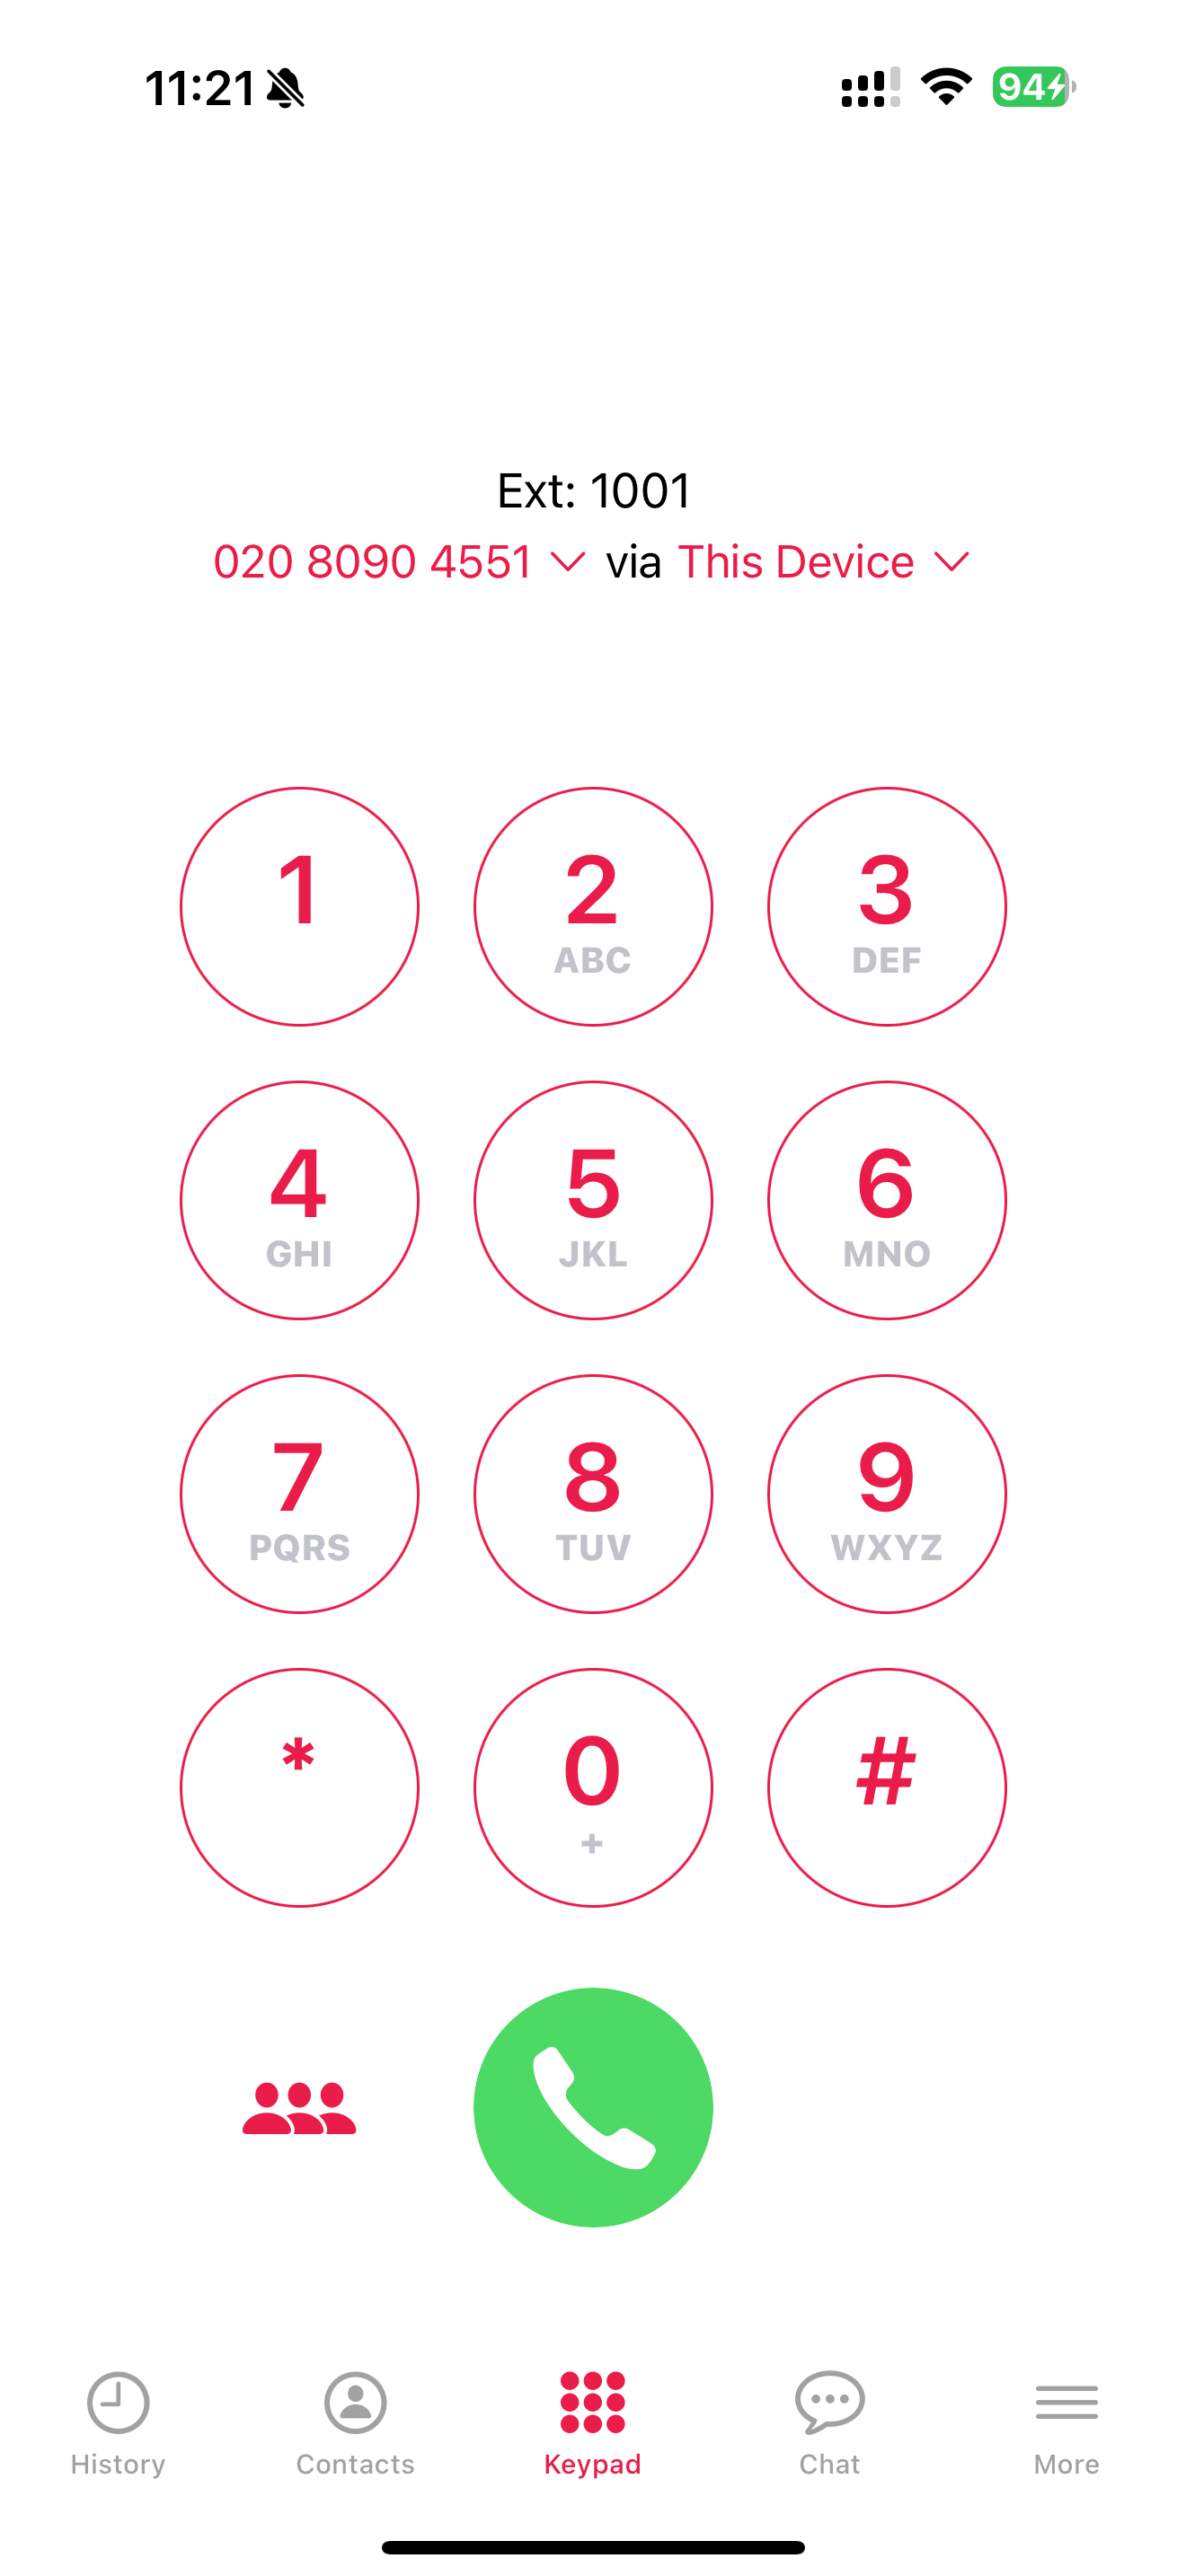 11:21 94
Ext: 1001
020 8090 4551 via This Device
1 2 3
ABC DEF
4 5 6
GHI JKL MNO
7 8 9
PQRS TUV WXYZ
* 0 #
+
History Contacts Keypad Chat More